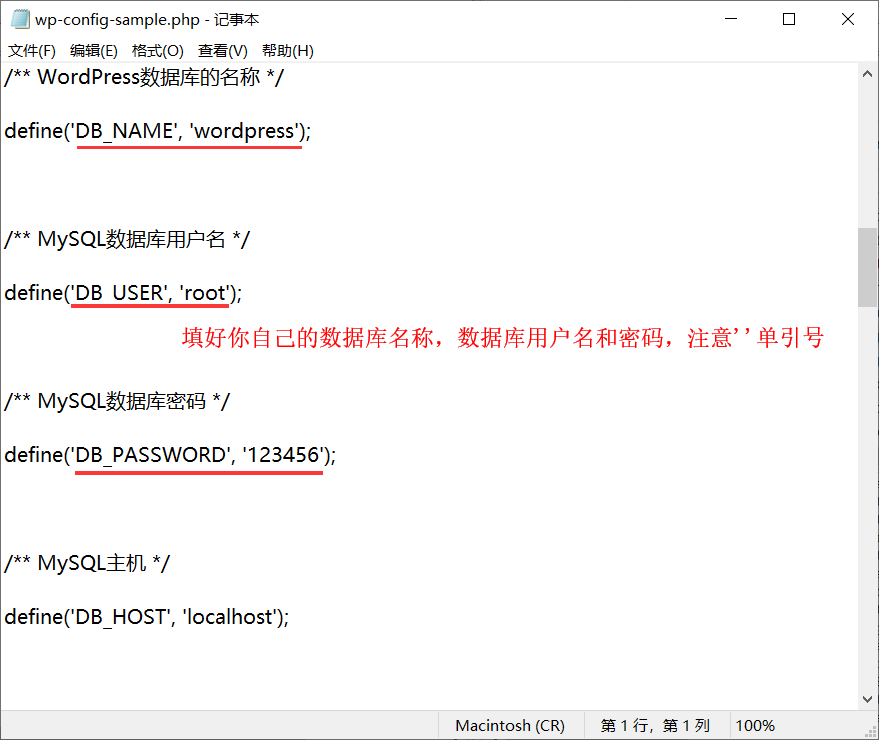 wp-config-sample.php - 记事本
文件(F) 编辑(E) 格式(O) 查看(V) 帮助(H)
/** WordPress数据库的名称 */
define('DB_NAME', 'wordpress');
/** MySQL数据库用户名 */
define('DB_USER', 'root');
填好你自己的数据库名称，数据库用户名和密码，注意' '单引号
/** MySQL数据库密码 */
define('DB_PASSWORD', '123456');
/** MySQL主机 */
define('DB_HOST', 'localhost');
Macintosh (CR) 第 1 行，第 1 列 100%